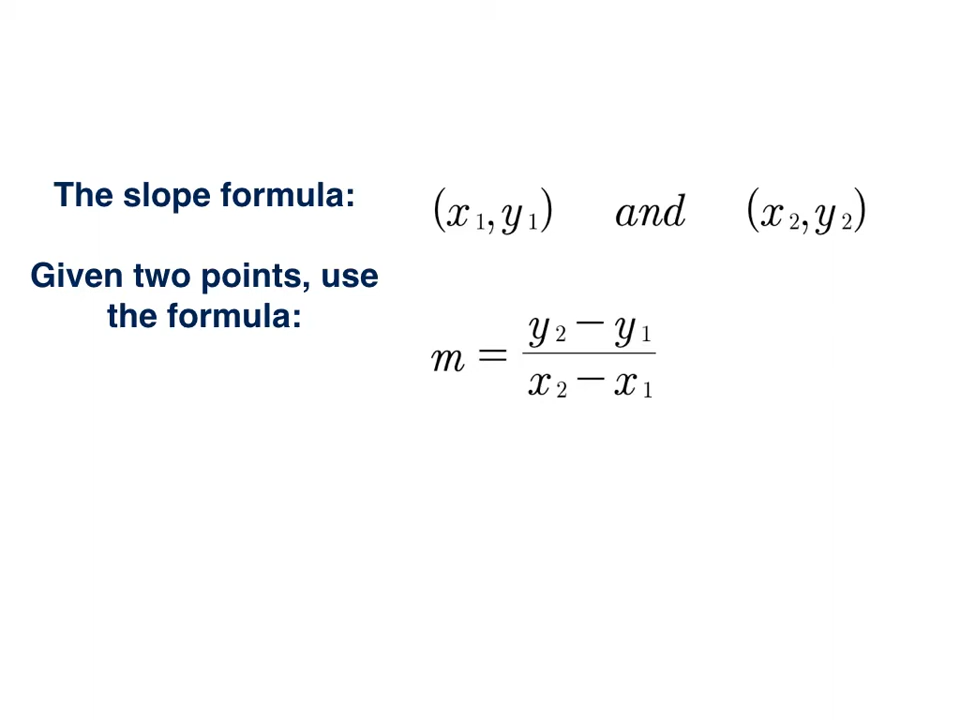 The slope formula:
(x₁, y₁) and (x₂, y₂)
Given two points, use
the formula:
m = (y₂ − y₁) / (x₂ − x₁)